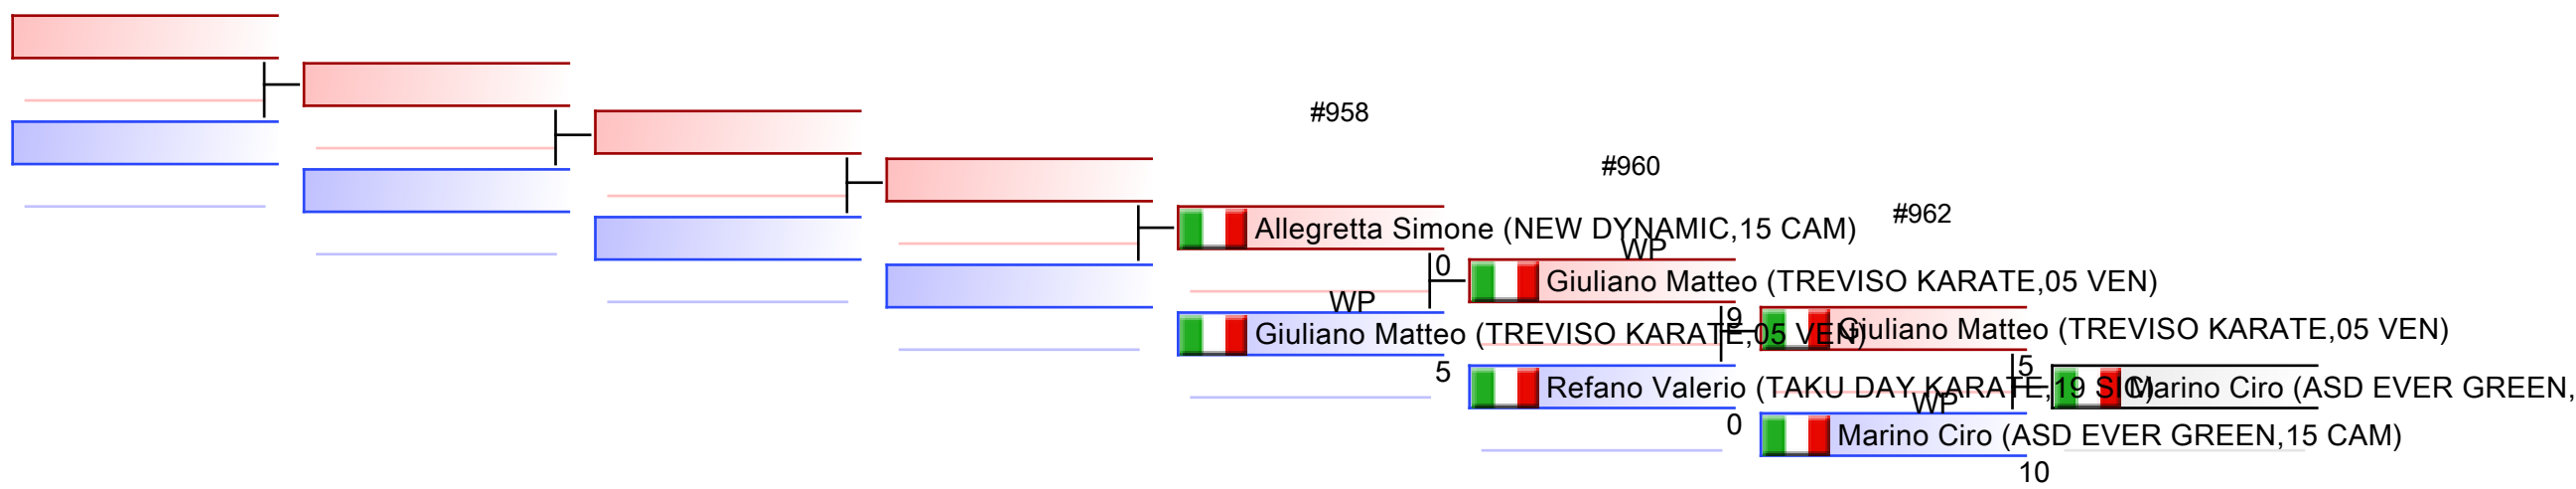 #958
#960
#962
Allegretta Simone (NEW DYNAMIC,15 CAM)
WP
0
Giuliano Matteo (TREVISO KARATE,05 VEN)
WP
Giuliano Matteo (TREVISO KARATE,05 VEN)
9
Giuliano Matteo (TREVISO KARATE,05 VEN)
5
5
Refano Valerio (TAKU DAY KARATE,19 SIC)
Marino Ciro (ASD EVER GREEN,
WP
0
Marino Ciro (ASD EVER GREEN,15 CAM)
10